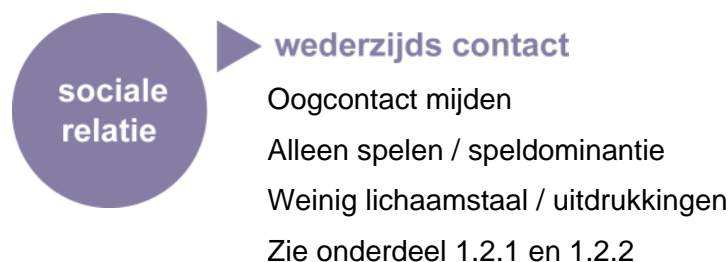 sociale
relatie
wederzijds contact
Oogcontact mijden
Alleen spelen / speldominantie
Weinig lichaamstaal / uitdrukkingen
Zie onderdeel 1.2.1 en 1.2.2